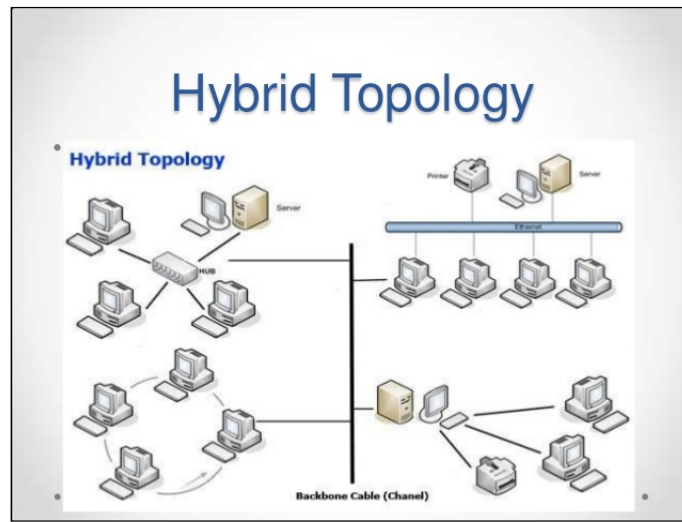 Hybrid Topology
Hybrid Topology
Server
HUB
Printer
Server
Ethernet
Backbone Cable (Chanel)